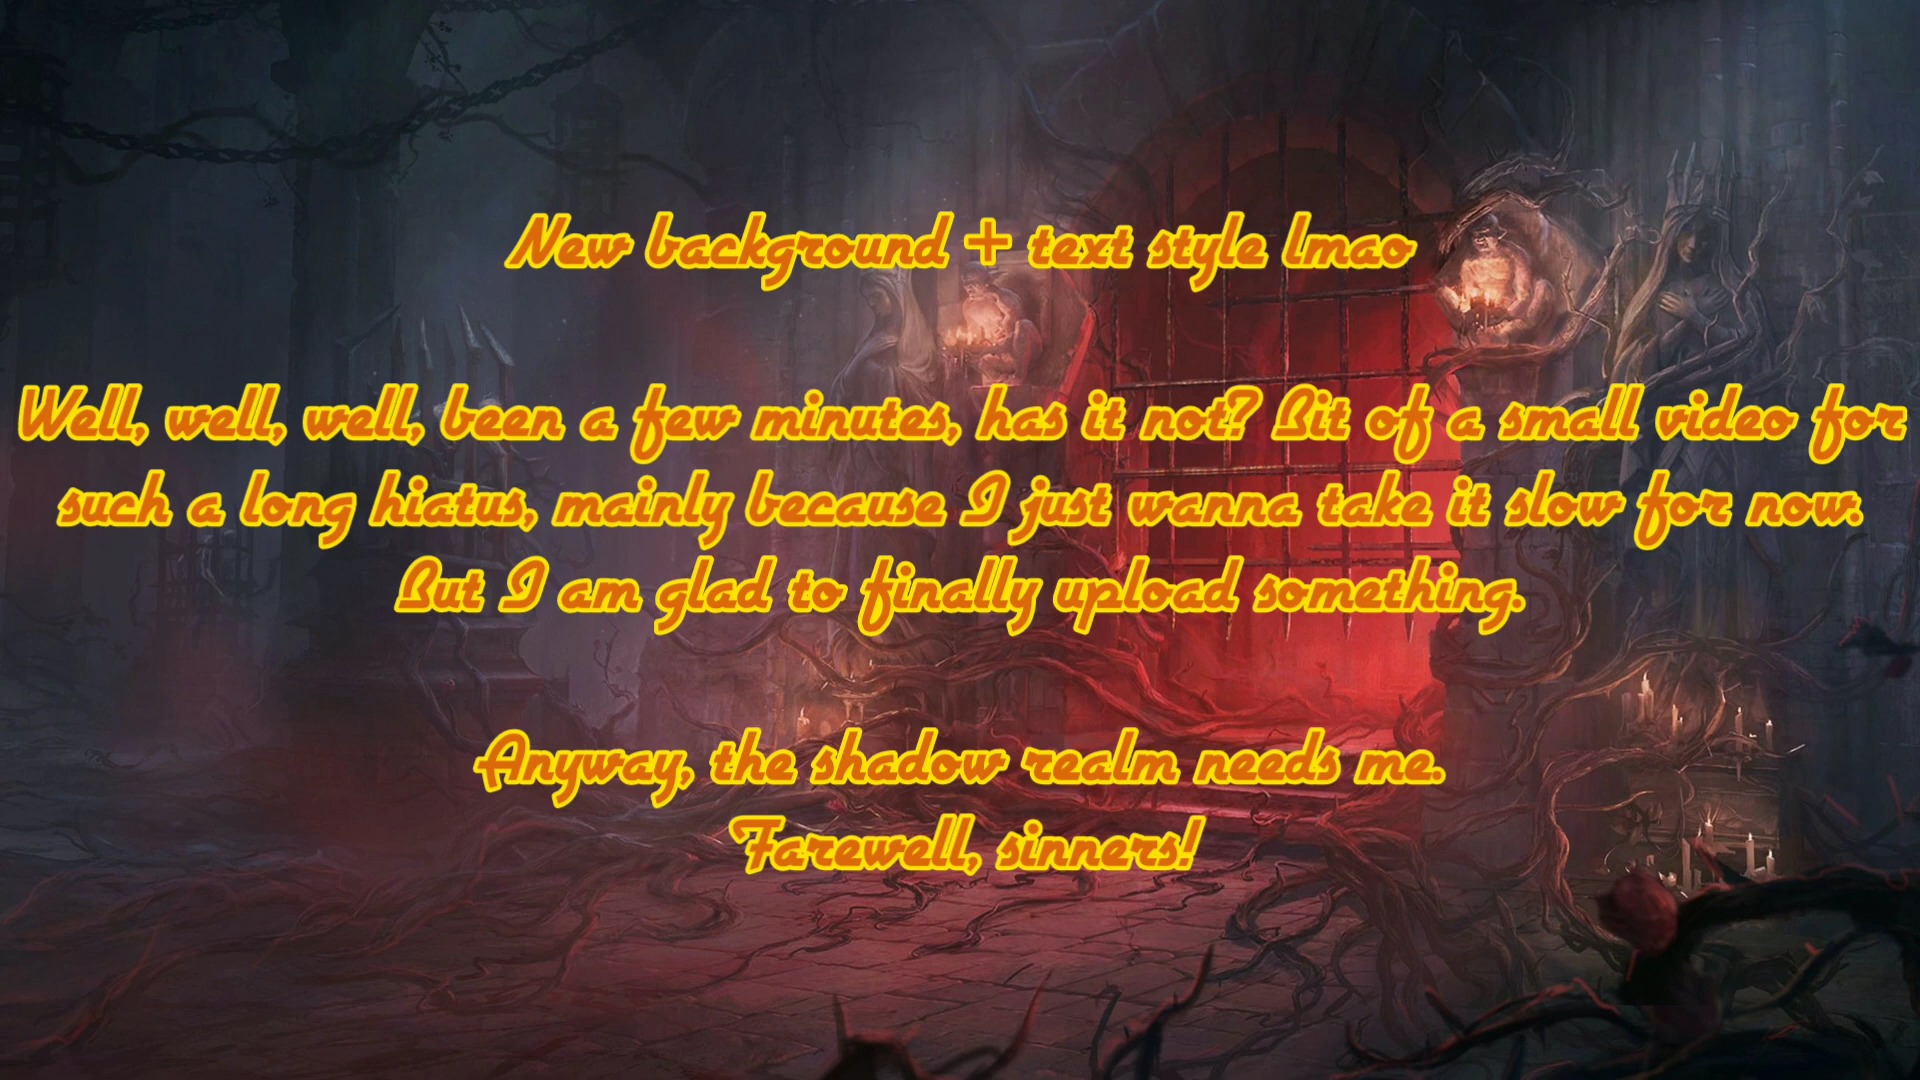 New background + text style lmao
Well, well, well, been a few minutes, has it not? Bit of a small video for
such a long hiatus, mainly because I just wanna take it slow for now.
But I am glad to finally upload something.
Anyway, the shadow realm needs me.
Farewell, sinners!